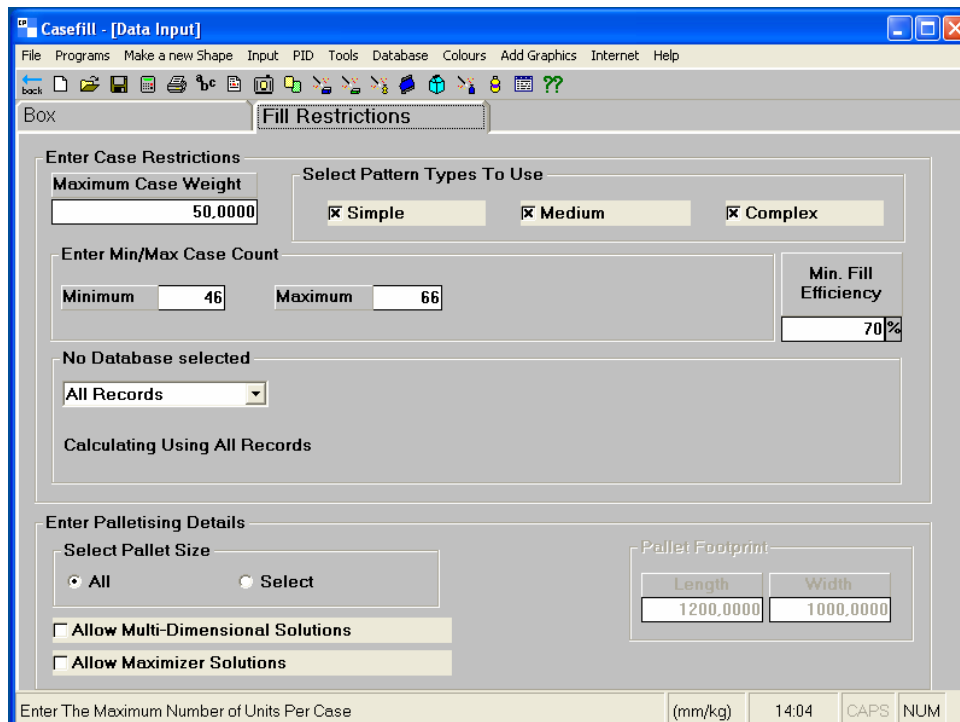 Casefill - [Data Input]
File Programs Make a new Shape Input PID Tools Database Colours Add Graphics Internet Help
back abc ??
Box Fill Restrictions
Enter Case Restrictions
Maximum Case Weight
50,0000
Select Pattern Types To Use
Simple Medium Complex
Enter Min/Max Case Count
Minimum 46 Maximum 66
Min. Fill
Efficiency
70 %
No Database selected
All Records
Calculating Using All Records
Enter Palletising Details
Select Pallet Size
All Select
Allow Multi-Dimensional Solutions
Allow Maximizer Solutions
Pallet Footprint
Length Width
1200,0000 1000,0000
Enter The Maximum Number of Units Per Case (mm/kg) 14:04 CAPS NUM